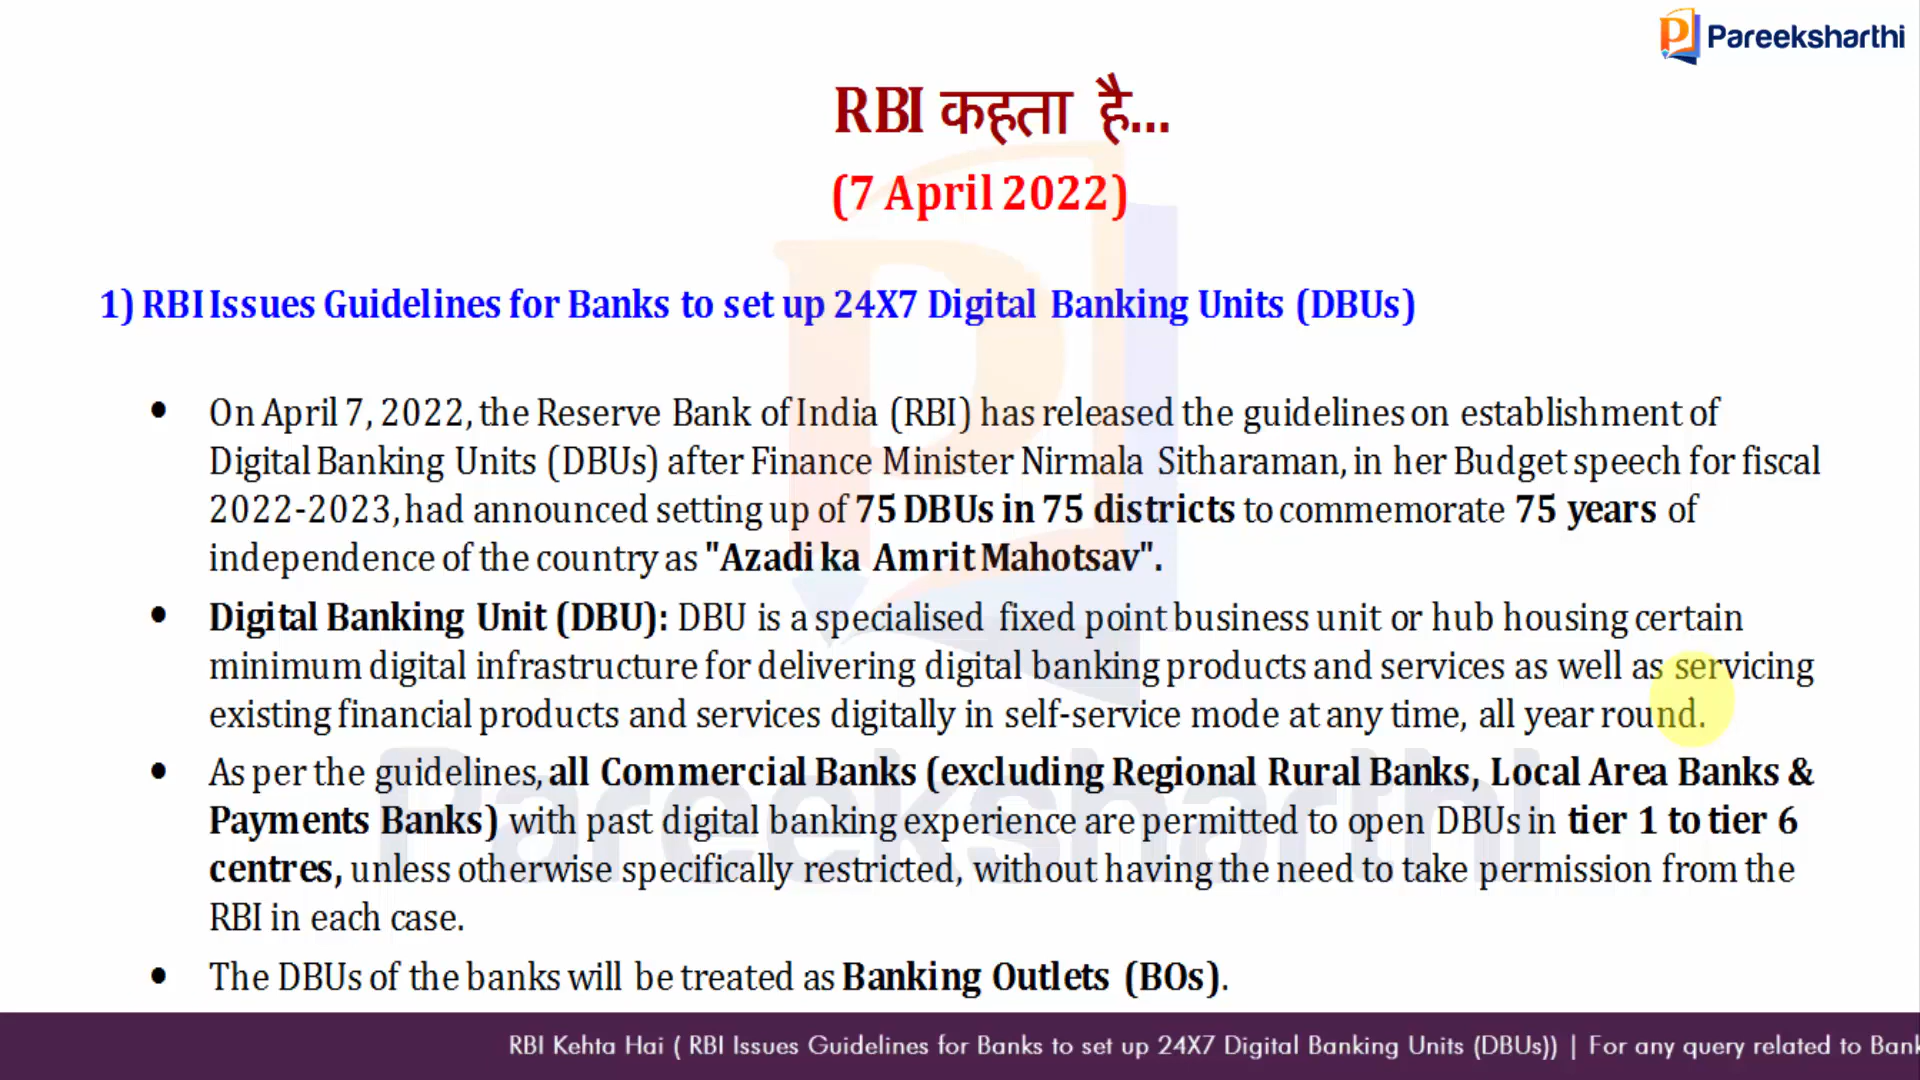 Pareeksharthi
RBI कहता है...
(7 April 2022)
1) RBI Issues Guidelines for Banks to set up 24X7 Digital Banking Units (DBUs)
• On April 7, 2022, the Reserve Bank of India (RBI) has released the guidelines on establishment of
Digital Banking Units (DBUs) after Finance Minister Nirmala Sitharaman, in her Budget speech for fiscal
2022-2023, had announced setting up of 75 DBUs in 75 districts to commemorate 75 years of
independence of the country as "Azadi ka Amrit Mahotsav".
• Digital Banking Unit (DBU): DBU is a specialised fixed point business unit or hub housing certain
minimum digital infrastructure for delivering digital banking products and services as well as servicing
existing financial products and services digitally in self-service mode at any time, all year round.
• As per the guidelines, all Commercial Banks (excluding Regional Rural Banks, Local Area Banks &
Payments Banks) with past digital banking experience are permitted to open DBUs in tier 1 to tier 6
centres, unless otherwise specifically restricted, without having the need to take permission from the
RBI in each case.
• The DBUs of the banks will be treated as Banking Outlets (BOs).
Pareeksharthi
RBI Kehta Hai ( RBI Issues Guidelines for Banks to set up 24X7 Digital Banking Units (DBUs)) | For any query related to Bank